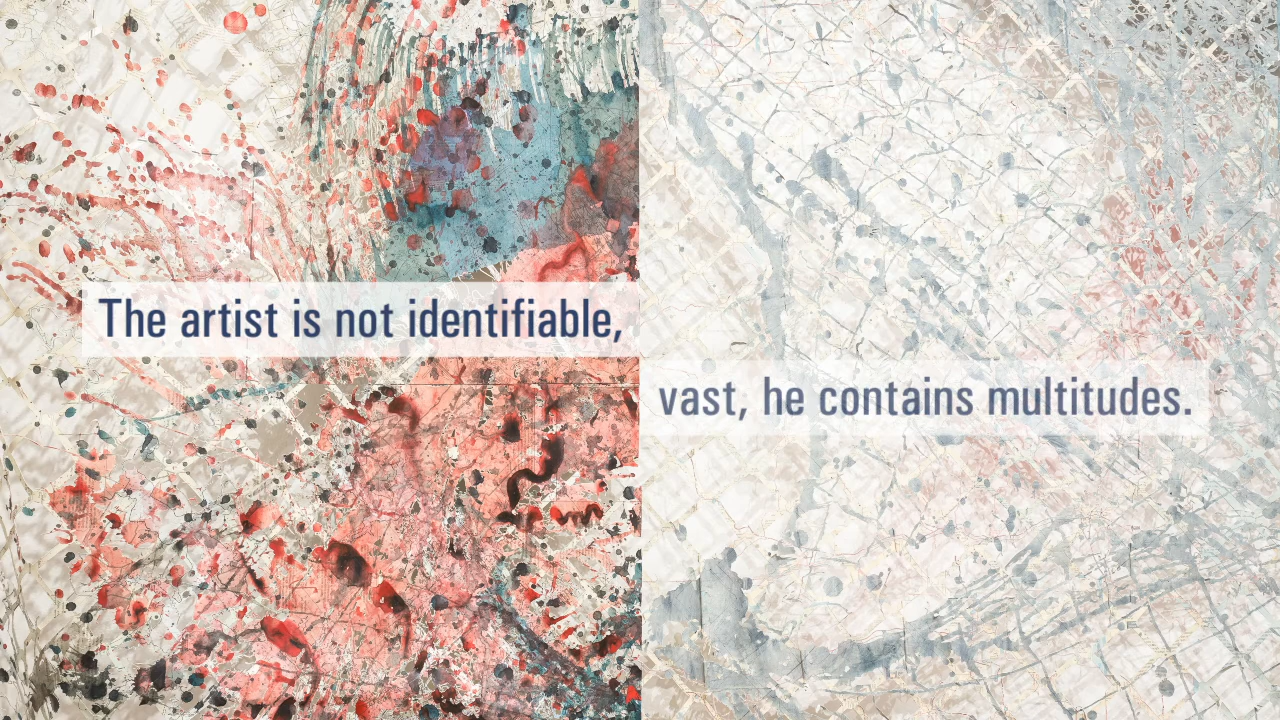 The artist is not identifiable,
vast, he contains multitudes.